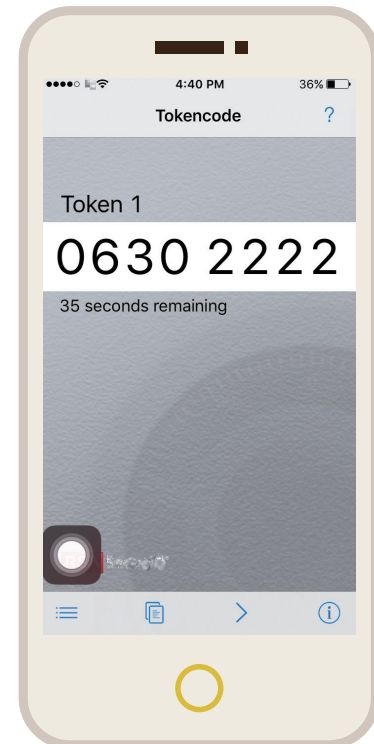 4:40 PM 36%
Tokencode ?
Token 1
0630 2222
35 seconds remaining